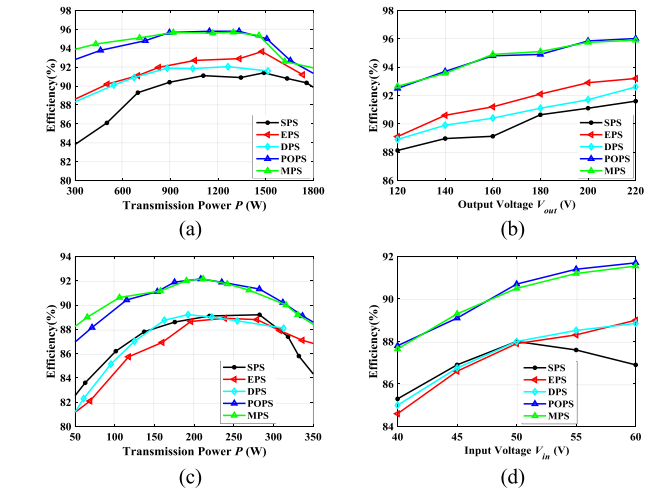 98
96
94
92
90
88
86
84
82
80
Efficiency(%)
300 600 900 1200 1500 1800
Transmission Power P (W)
SPS
EPS
DPS
POPS
MPS
(a)
98
96
94
92
90
88
86
Efficiency(%)
120 140 160 180 200 220
Output Voltage Vout (V)
SPS
EPS
DPS
POPS
MPS
(b)
94
92
90
88
86
84
82
80
Efficiency(%)
50 100 150 200 250 300 350
Transmission Power P (W)
SPS
EPS
DPS
POPS
MPS
(c)
92
90
88
86
84
Efficiency(%)
40 45 50 55 60
Input Voltage Vin (V)
SPS
EPS
DPS
POPS
MPS
(d)